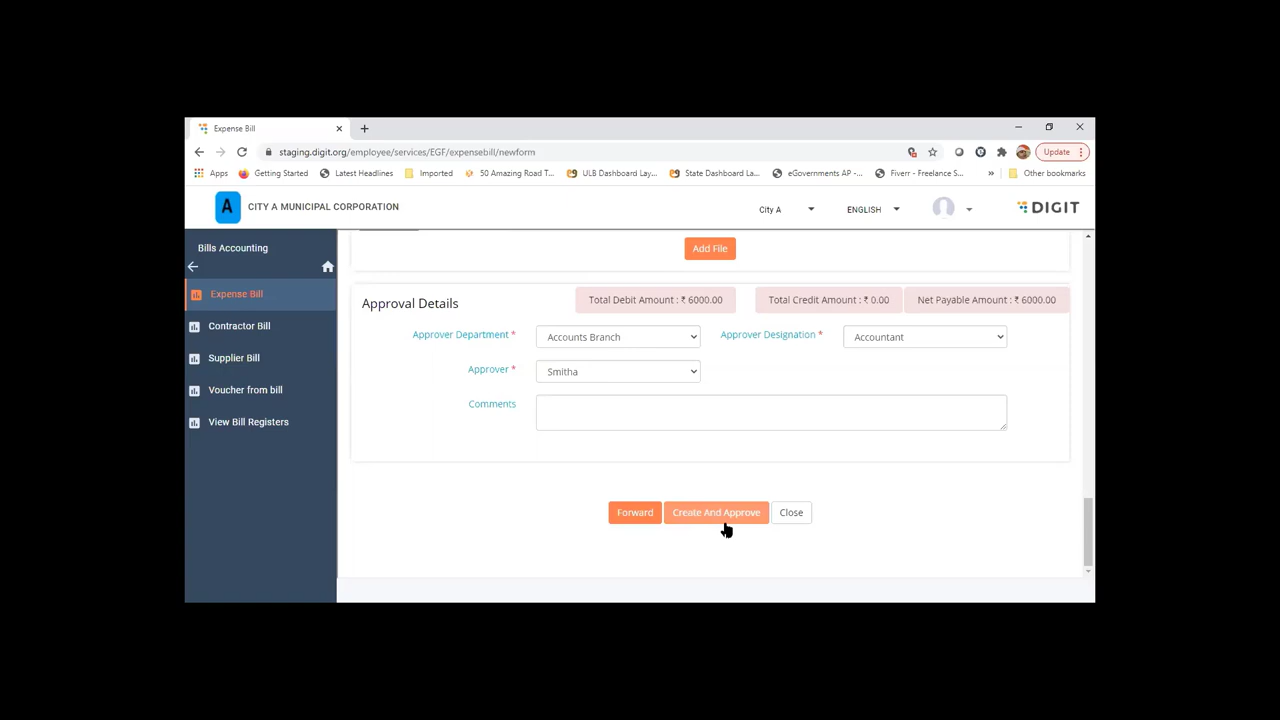 Expense Bill
staging.digit.org/employee/services/EGF/expensebill/newform
Update
Apps Getting Started Latest Headlines Imported 50 Amazing Road T... ULB Dashboard Lay... State Dashboard La... eGovernments AP -... Fiverr - Freelance S... » Other bookmarks
A CITY A MUNICIPAL CORPORATION City A ENGLISH DIGIT
Bills Accounting
Expense Bill
Contractor Bill
Supplier Bill
Voucher from bill
View Bill Registers
Add File
Approval Details Total Debit Amount : ₹ 6000.00 Total Credit Amount : ₹ 0.00 Net Payable Amount : ₹ 6000.00
Approver Department * Accounts Branch Approver Designation * Accountant
Approver * Smitha
Comments
Forward Create And Approve Close